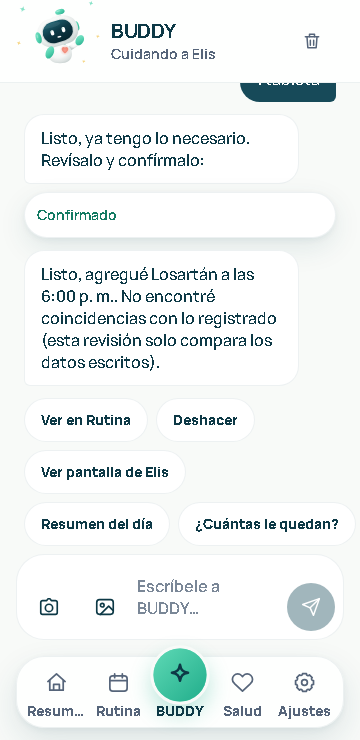 BUDDY
Cuidando a Elis
Listo, ya tengo lo necesario.
Revísalo y confírmalo:
Confirmado
Listo, agregué Losartán a las
6:00 p. m.. No encontré
coincidencias con lo registrado
(esta revisión solo compara los
datos escritos).
Ver en Rutina
Deshacer
Ver pantalla de Elis
Resumen del día
¿Cuántas le quedan?
Escríbele a
BUDDY...
Resum...
Rutina
BUDDY
Salud
Ajustes